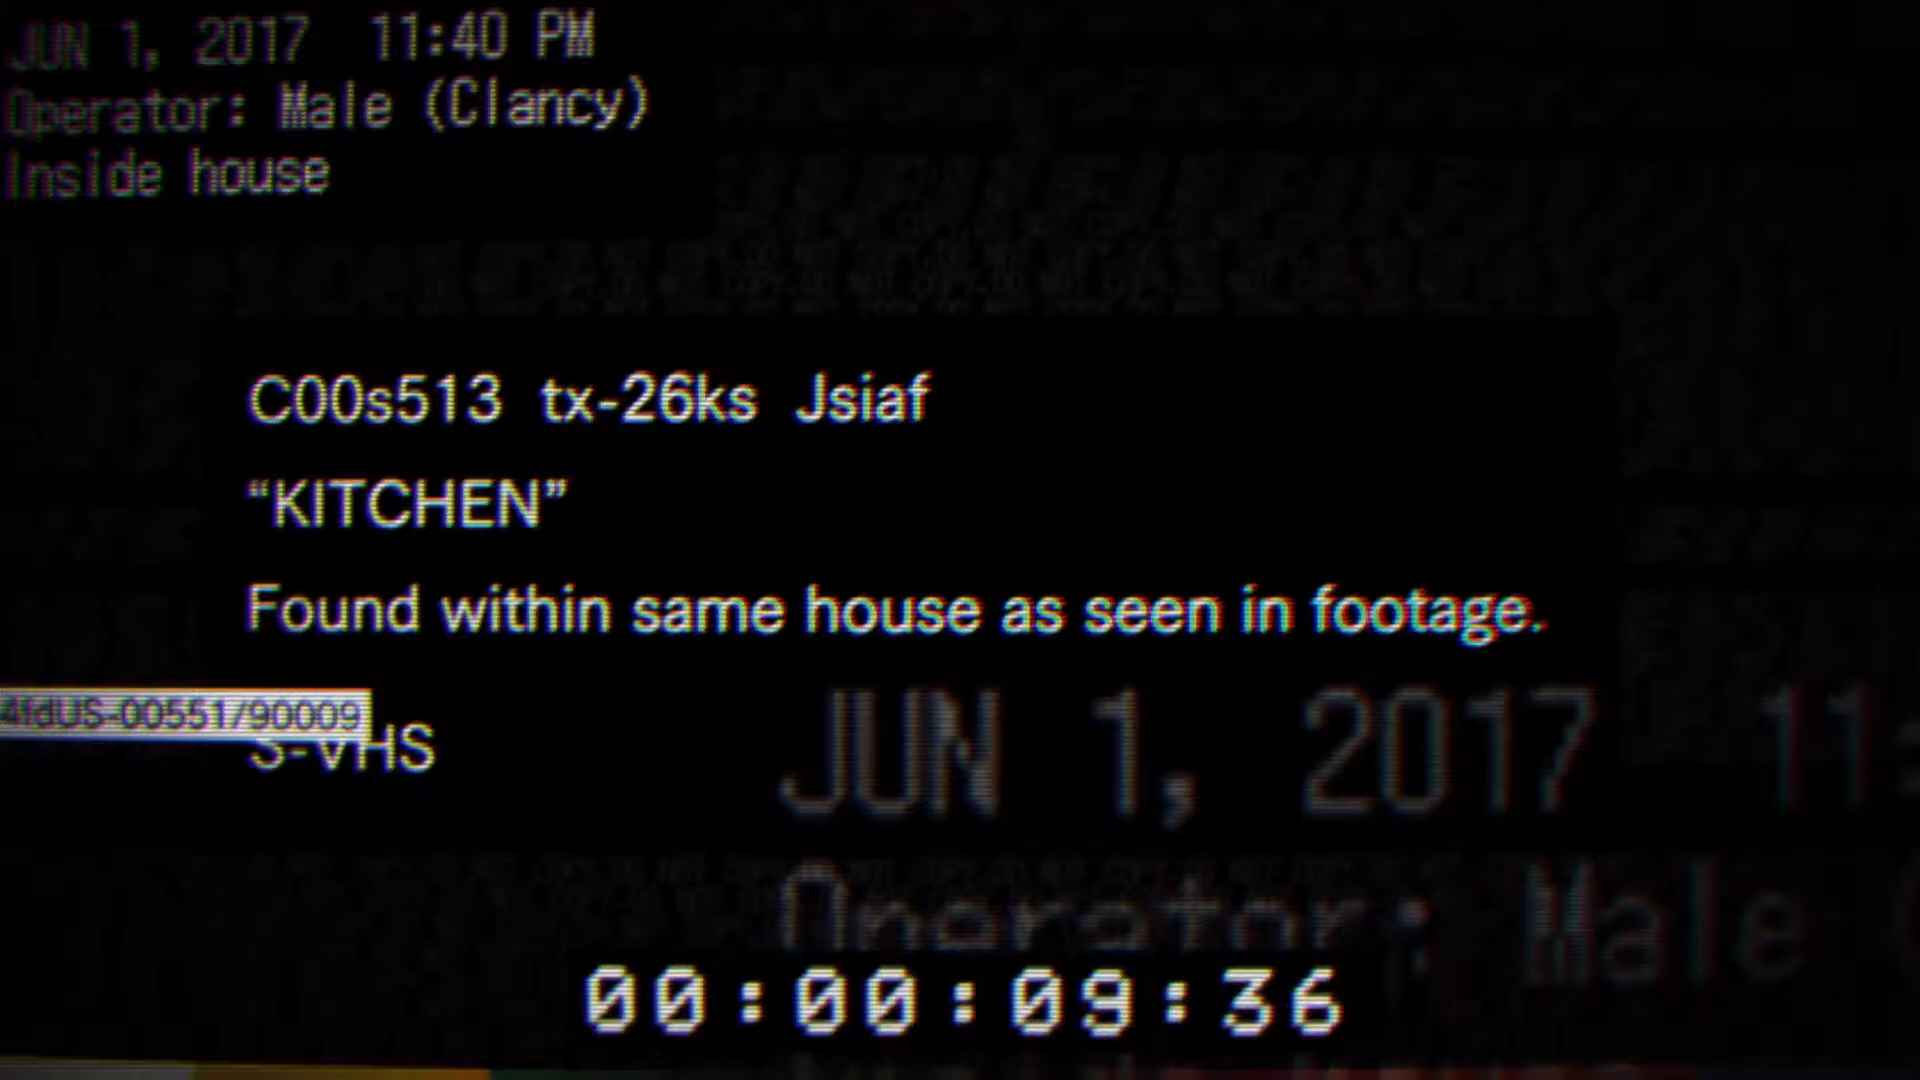 JUN 1, 2017 11:40 PM
Operator: Male (Clancy)
Inside house
C00s513 tx-26ks Jsiaf
“KITCHEN”
Found within same house as seen in footage.
4fdUS-00551/90009
S-VHS
JUN 1, 2017 11:
Operator: Male (
00:00:09:36